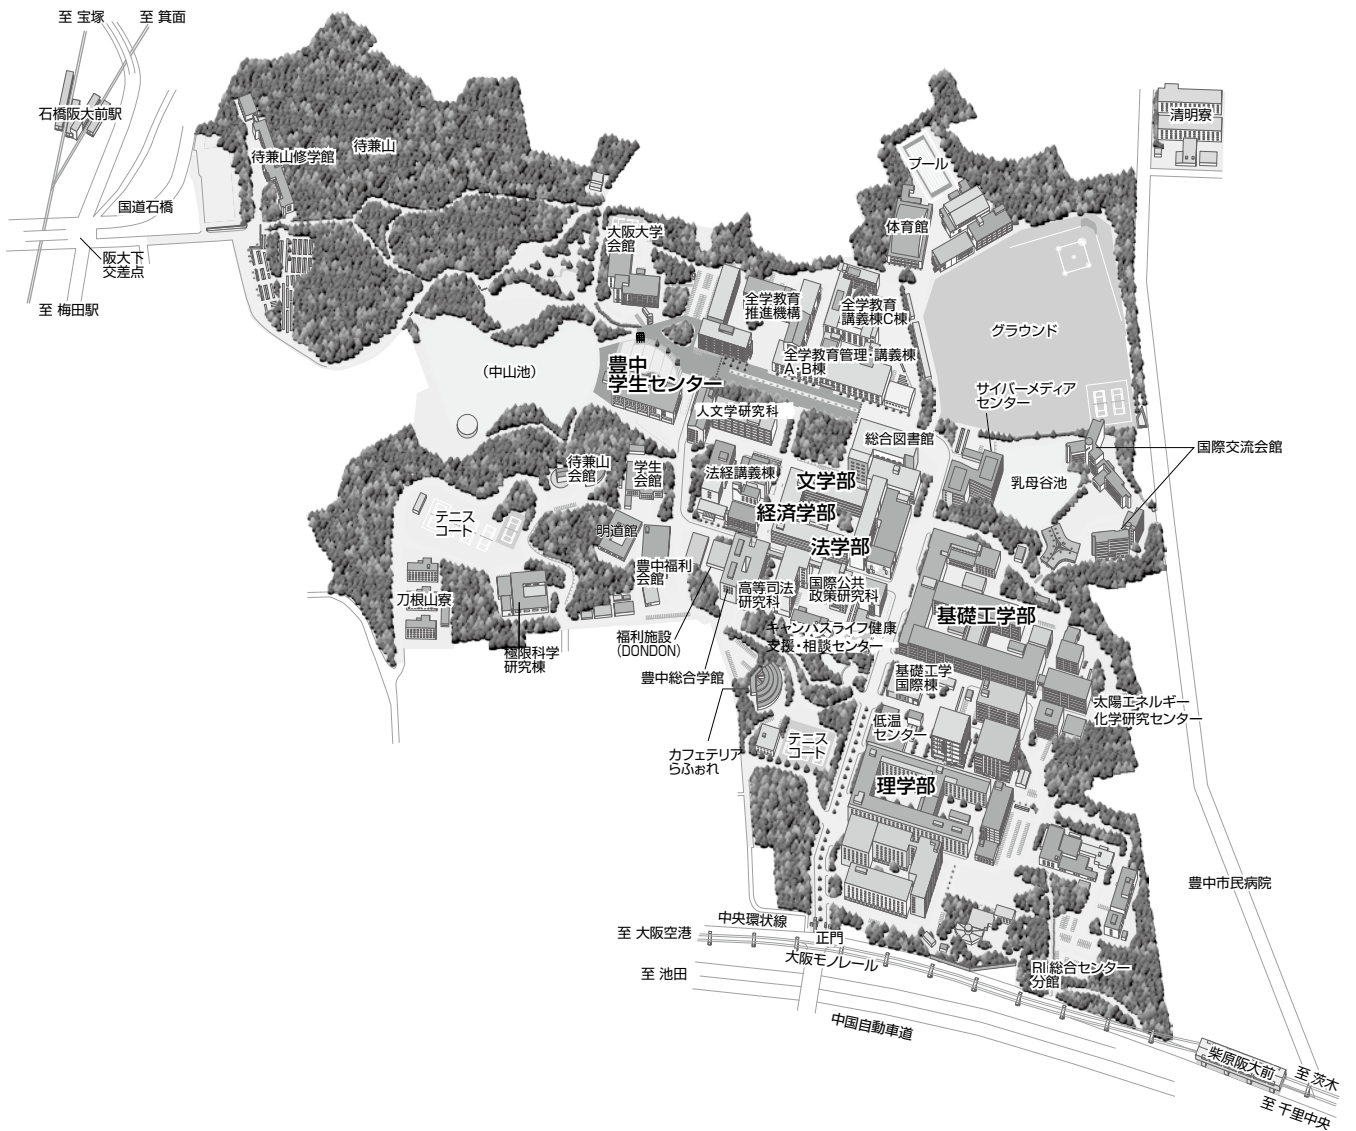 至 宝塚
至 箕面
石橋阪大前駅
清明寮
待兼山
待兼山修学館
プール
国道石橋
体育館
大阪大学
会館
阪大下
交差点
至 梅田駅
全学教育
推進機構
全学教育
講義棟C棟
グラウンド
全学教育管理・講義棟
A・B棟
(中山池)
豊中
学生センター
サイバーメディア
センター
人文学研究科
総合図書館
国際交流会館
待兼山
会館
学生
会館
法経講義棟
文学部
乳母谷池
テニス
コート
経済学部
明道館
法学部
豊中福利
会館
高等司法
研究科
国際公共
政策研究科
刀根山寮
基礎工学部
キャンパスライフ健康
支援・相談センター
福利施設
(DONDON)
極限科学
研究棟
豊中総合学館
基礎工学
国際棟
太陽エネルギー
化学研究センター
低温
センター
テニス
コート
カフェテリア
らふぉれ
理学部
豊中市民病院
中央環状線
至 大阪空港
正門
大阪モノレール
RI総合センター
分館
至 池田
中国自動車道
柴原阪大前
至 茨木
至 千里中央